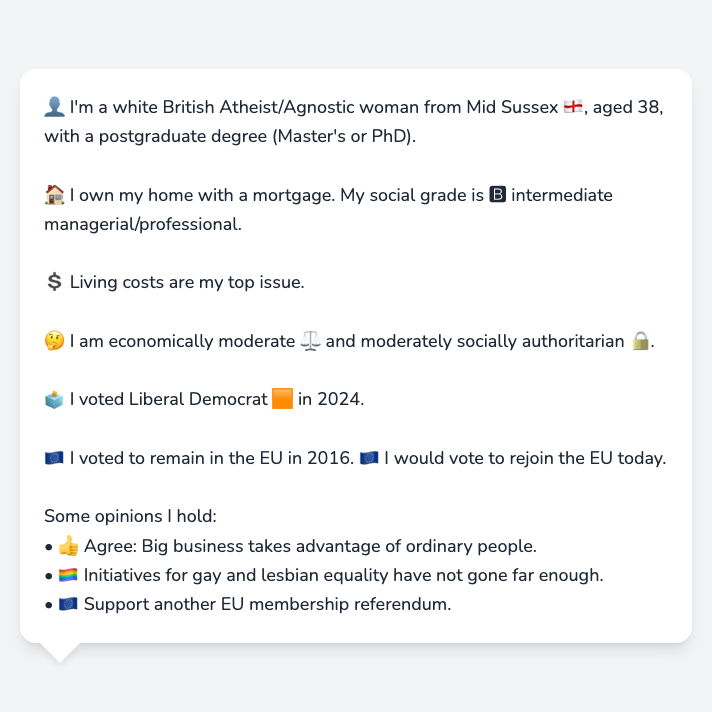 👤 I'm a white British Atheist/Agnostic woman from Mid Sussex 🏴󠁧󠁢󠁥󠁮󠁧󠁿, aged 38,
with a postgraduate degree (Master's or PhD).
🏠 I own my home with a mortgage. My social grade is 🅱 intermediate
managerial/professional.
💲 Living costs are my top issue.
🤔 I am economically moderate ⚖️ and moderately socially authoritarian 🔒.
🗳️ I voted Liberal Democrat 🟧 in 2024.
🇪🇺 I voted to remain in the EU in 2016. 🇪🇺 I would vote to rejoin the EU today.
Some opinions I hold:
• 👍 Agree: Big business takes advantage of ordinary people.
• 🏳️‍🌈 Initiatives for gay and lesbian equality have not gone far enough.
• 🇪🇺 Support another EU membership referendum.